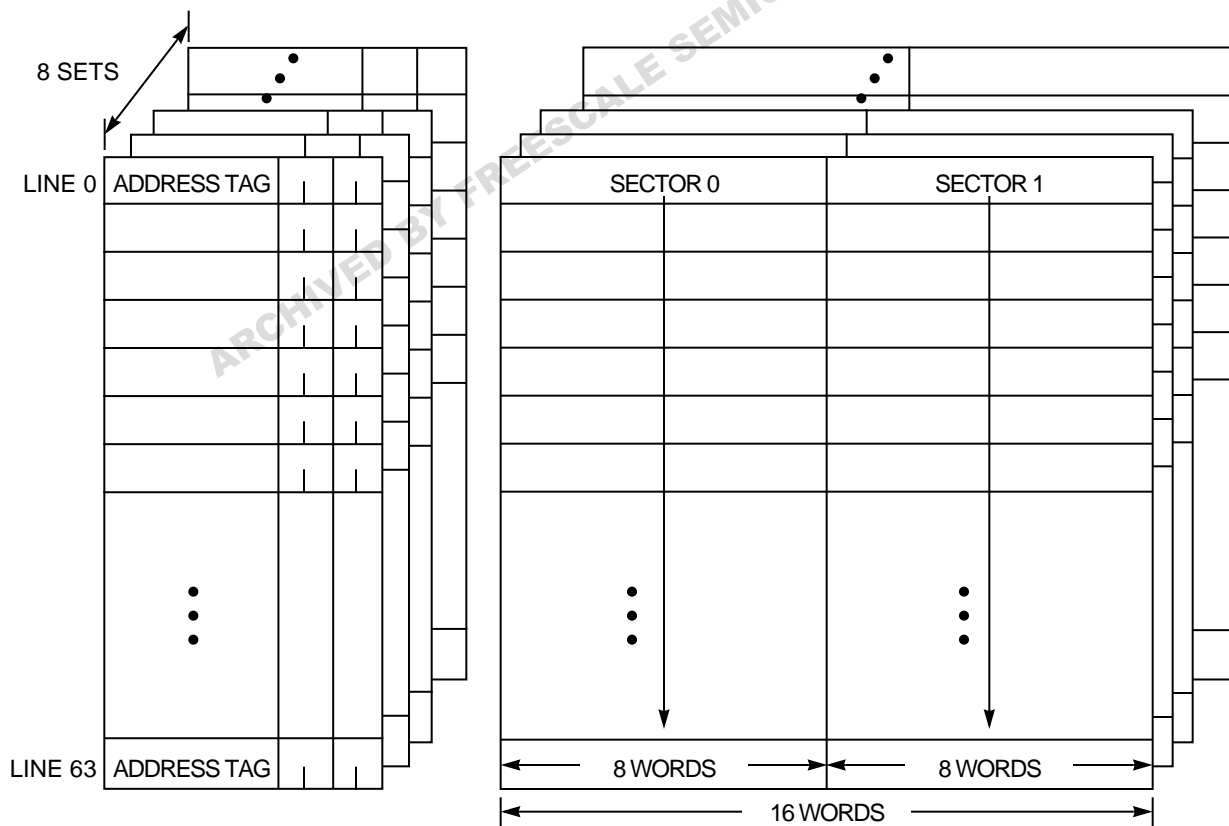 ARCHIVED BY FREESCALE SEMIC
8 SETS
LINE 0 ADDRESS TAG SECTOR 0 SECTOR 1
LINE 63 ADDRESS TAG 8 WORDS 8 WORDS
16 WORDS